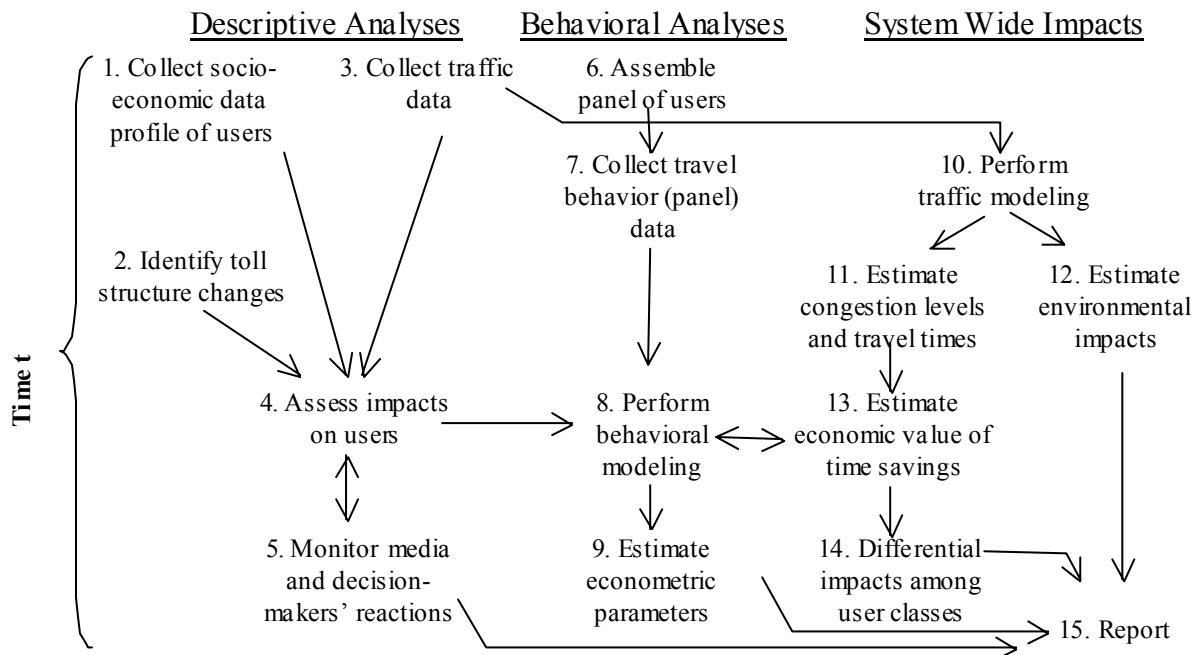 Descriptive Analyses
Behavioral Analyses
System Wide Impacts
1. Collect socio-
economic data
profile of users
3. Collect traffic
data
6. Assemble
panel of users
7. Collect travel
behavior (panel)
data
10. Perform
traffic modeling
2. Identify toll
structure changes
11. Estimate
congestion levels
and travel times
12. Estimate
environmental
impacts
Time t
4. Assess impacts
on users
8. Perform
behavioral
modeling
13. Estimate
economic value of
time savings
5. Monitor media
and decision-
makers’ reactions
9. Estimate
econometric
parameters
14. Differential
impacts among
user classes
15. Report